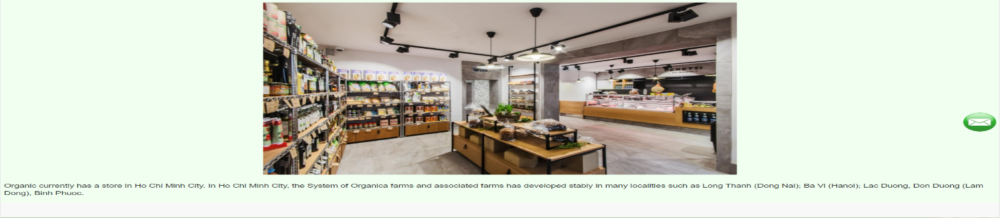 WINO
PERETTI
Organic currently has a store in Ho Chi Minh City. In Ho Chi Minh City, the System of Organica farms and associated farms has developed stably in many localities such as Long Thanh (Dong Nai); Ba Vi (Hanoi); Lac Duong, Don Duong (Lam
Dong), Binh Phuoc.